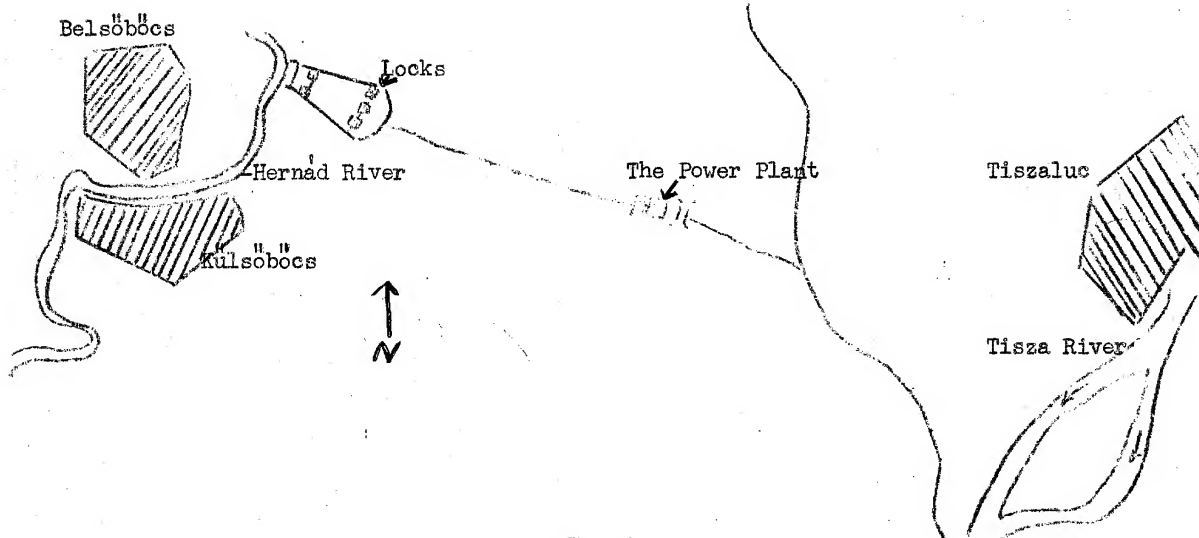 Belsőbőcs
Locks
Hernád River
The Power Plant
Tiszaluc
Külsőbőcs
N
Tisza River